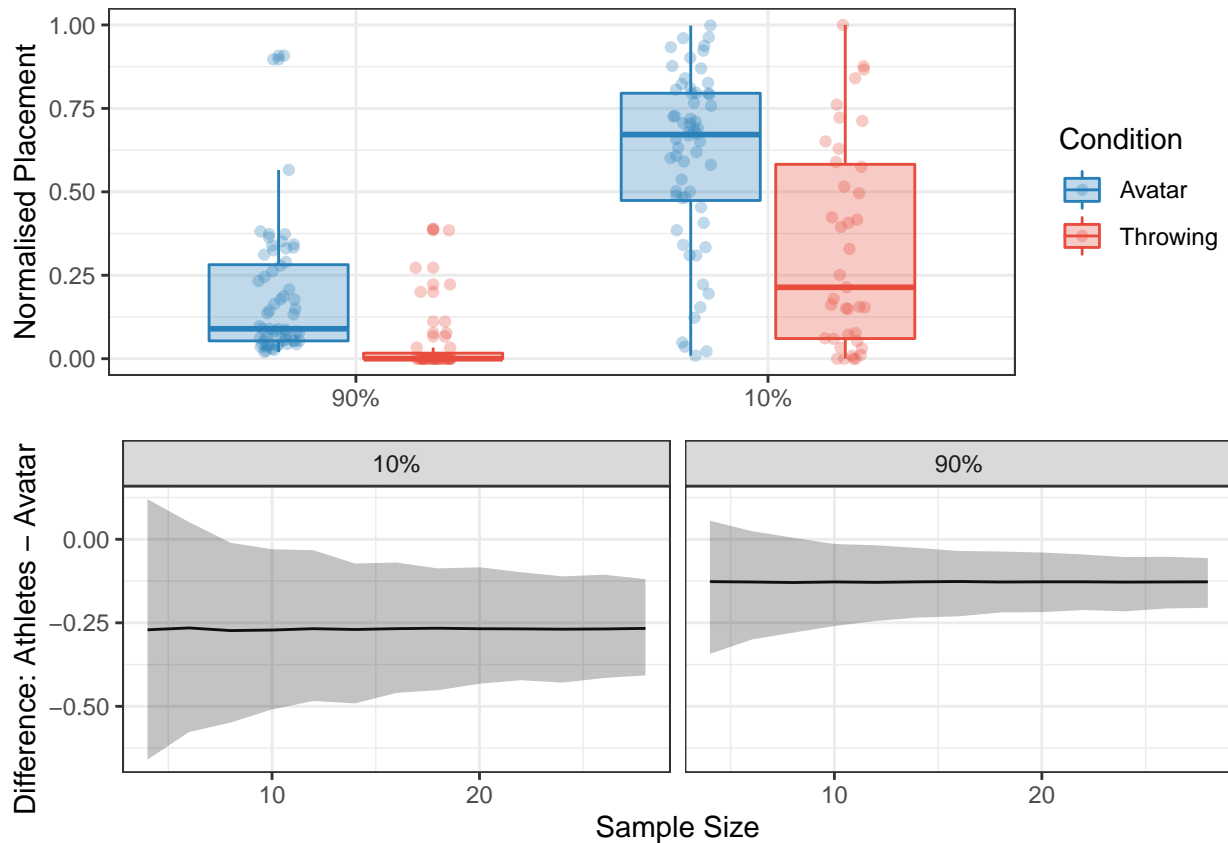 Normalised Placement
1.00
0.75
0.50
0.25
0.00
90%
10%
Condition
Avatar
Throwing
Difference: Athletes − Avatar
10%
90%
0.00
−0.25
−0.50
10
20
10
20
Sample Size